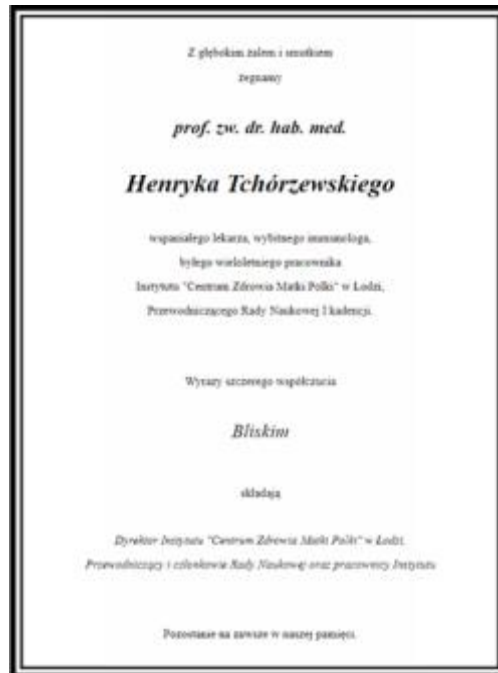 Z głębokim żalem i smutkiem
żegnamy
prof. zw. dr. hab. med.
Henryka Tchórzewskiego
wspaniałego lekarza, wybitnego immunologa,
byłego wieloletniego pracownika
Instytutu "Centrum Zdrowia Matki Polki" w Łodzi,
Przewodniczącego Rady Naukowej I kadencji.
Wyrazy szczerego współczucia
Bliskim
składają
Dyrektor Instytutu "Centrum Zdrowia Matki Polki" w Łodzi,
Przewodniczący i członkowie Rady Naukowej oraz pracownicy Instytutu
Pozostanie na zawsze w naszej pamięci.